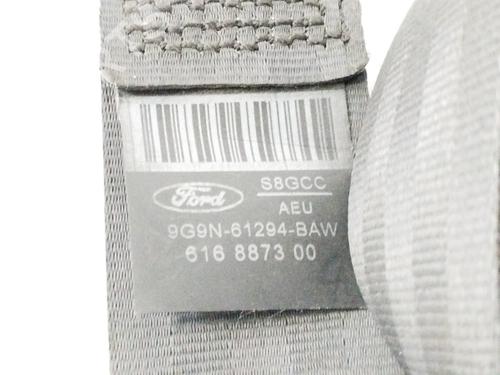 Ford
S8GCC
AEU
9G9N-61294-BAW
616 8873 00